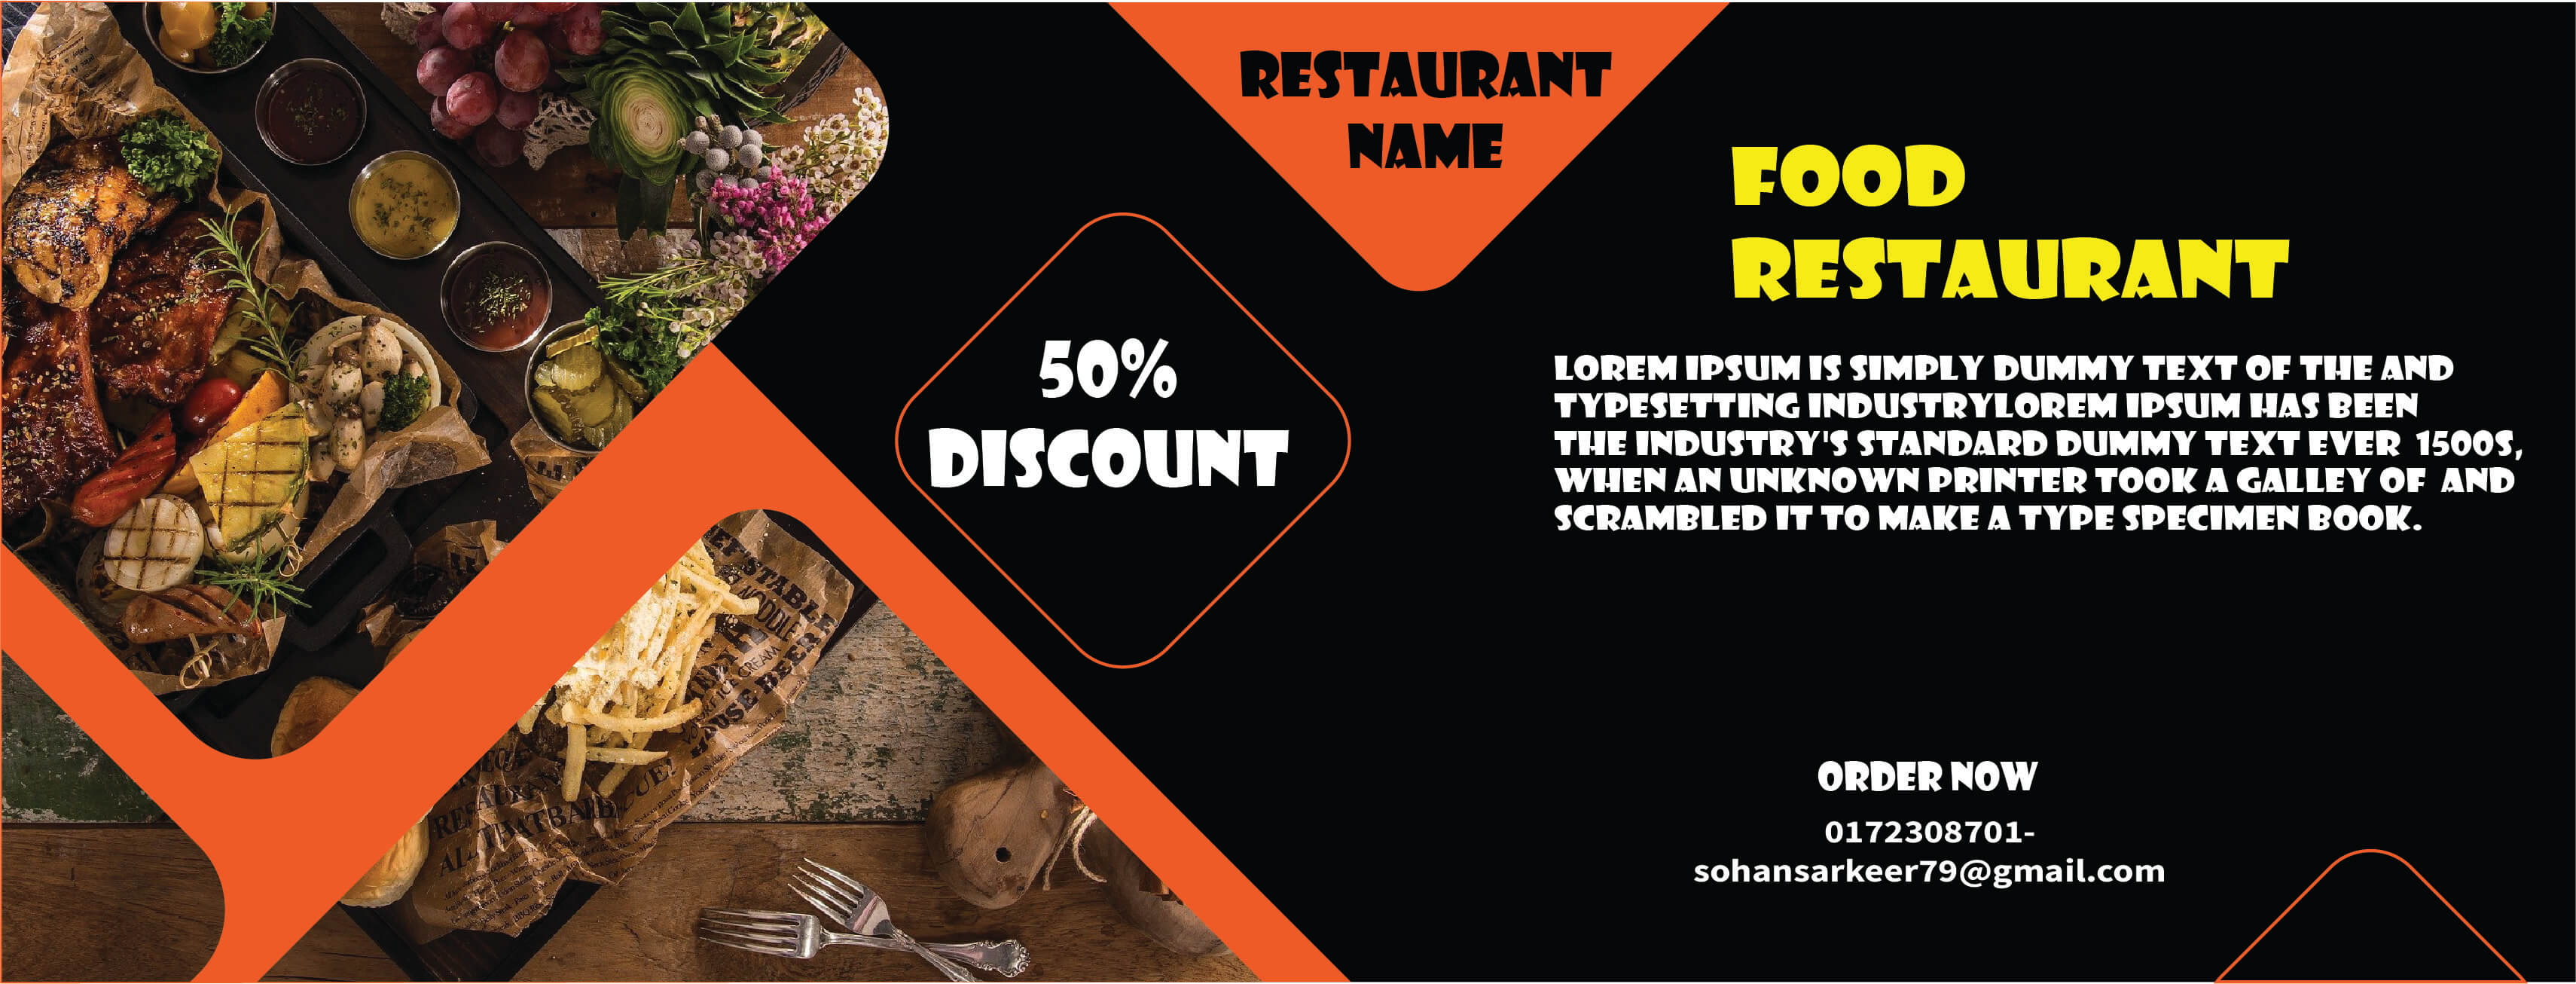 RESTAURANT
NAME
FOOD
RESTAURANT
50%
DISCOUNT
LOREM IPSUM IS SIMPLY DUMMY TEXT OF THE AND
TYPESETTING INDUSTRYLOREM IPSUM HAS BEEN
THE INDUSTRY'S STANDARD DUMMY TEXT EVER 1500S,
WHEN AN UNKNOWN PRINTER TOOK A GALLEY OF AND
SCRAMBLED IT TO MAKE A TYPE SPECIMEN BOOK.
ORDER NOW
0172308701-
sohansarkeer79@gmail.com